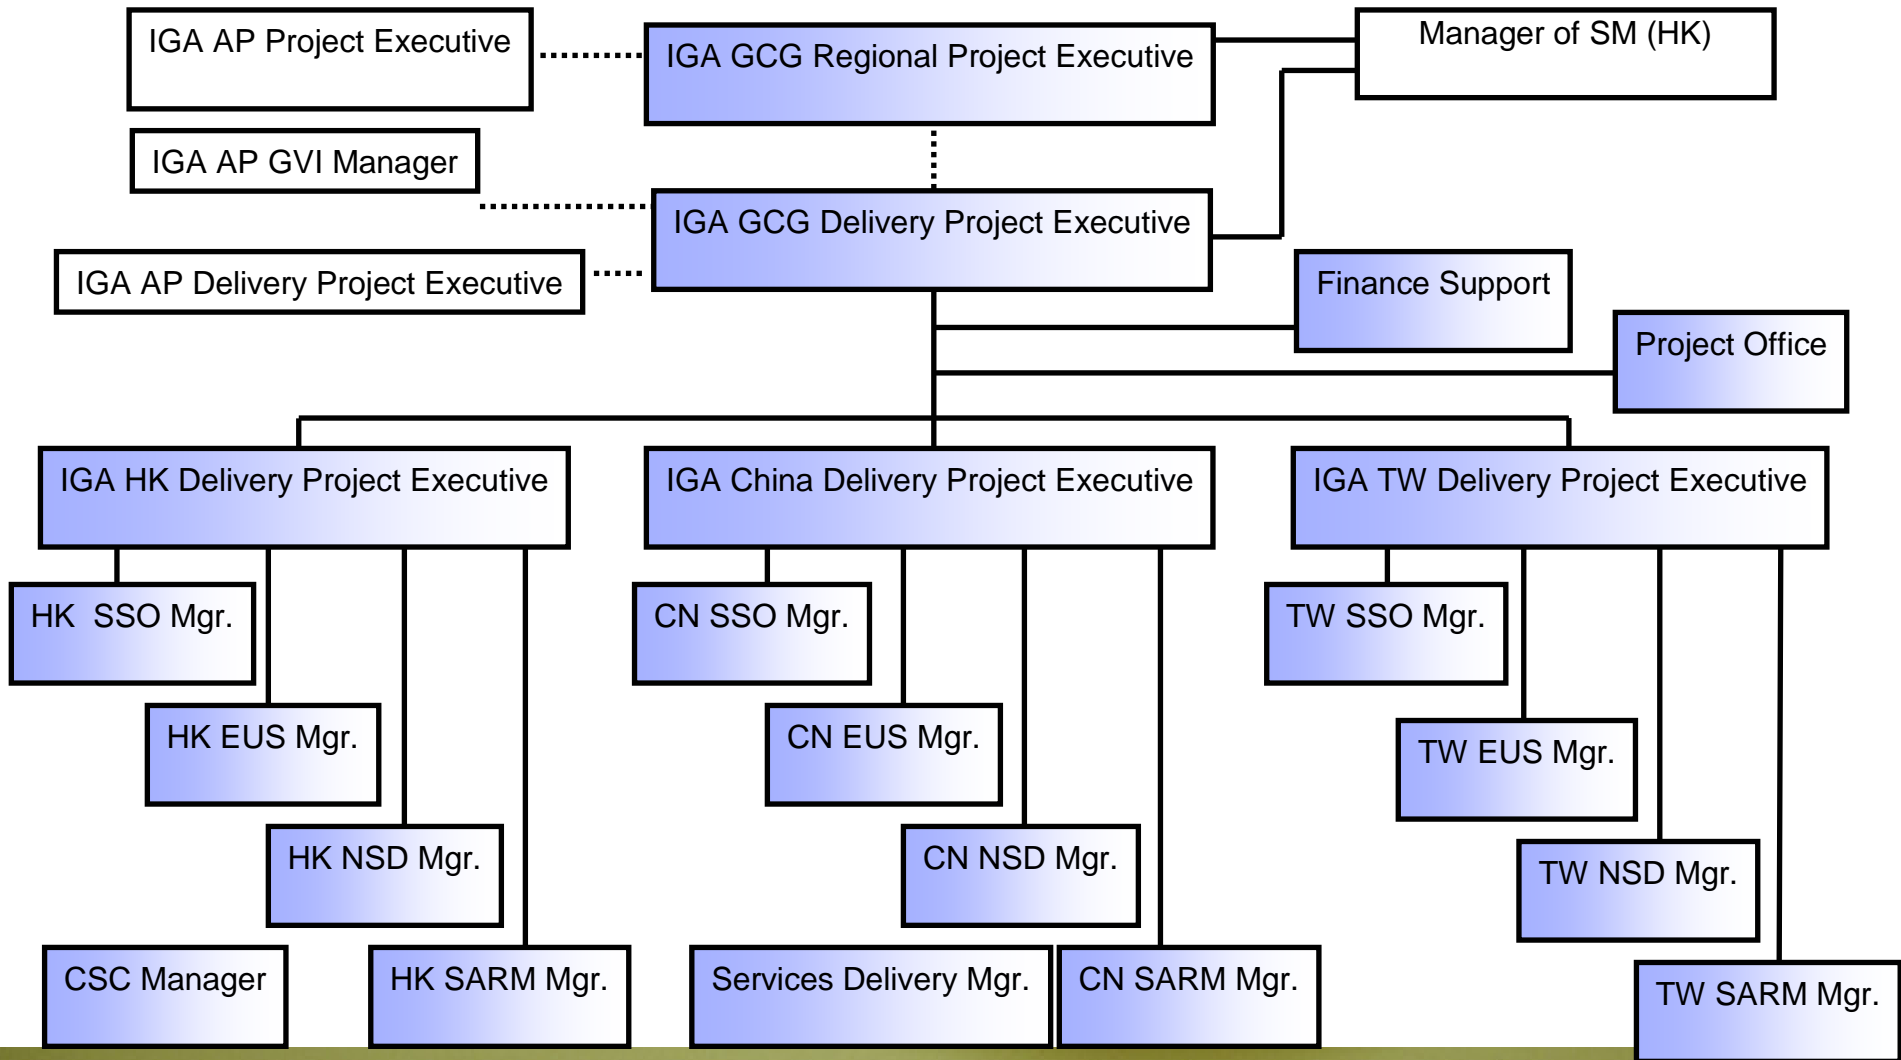 IGA AP Project Executive
IGA GCG Regional Project Executive
Manager of SM (HK)
IGA AP GVI Manager
IGA GCG Delivery Project Executive
IGA AP Delivery Project Executive
Finance Support
Project Office
IGA HK Delivery Project Executive
IGA China Delivery Project Executive
IGA TW Delivery Project Executive
HK  SSO Mgr.
CN SSO Mgr.
TW SSO Mgr.
HK EUS Mgr.
CN EUS Mgr.
TW EUS Mgr.
HK NSD Mgr.
CN NSD Mgr.
TW NSD Mgr.
CSC Manager
HK SARM Mgr.
Services Delivery Mgr.
CN SARM Mgr.
TW SARM Mgr.